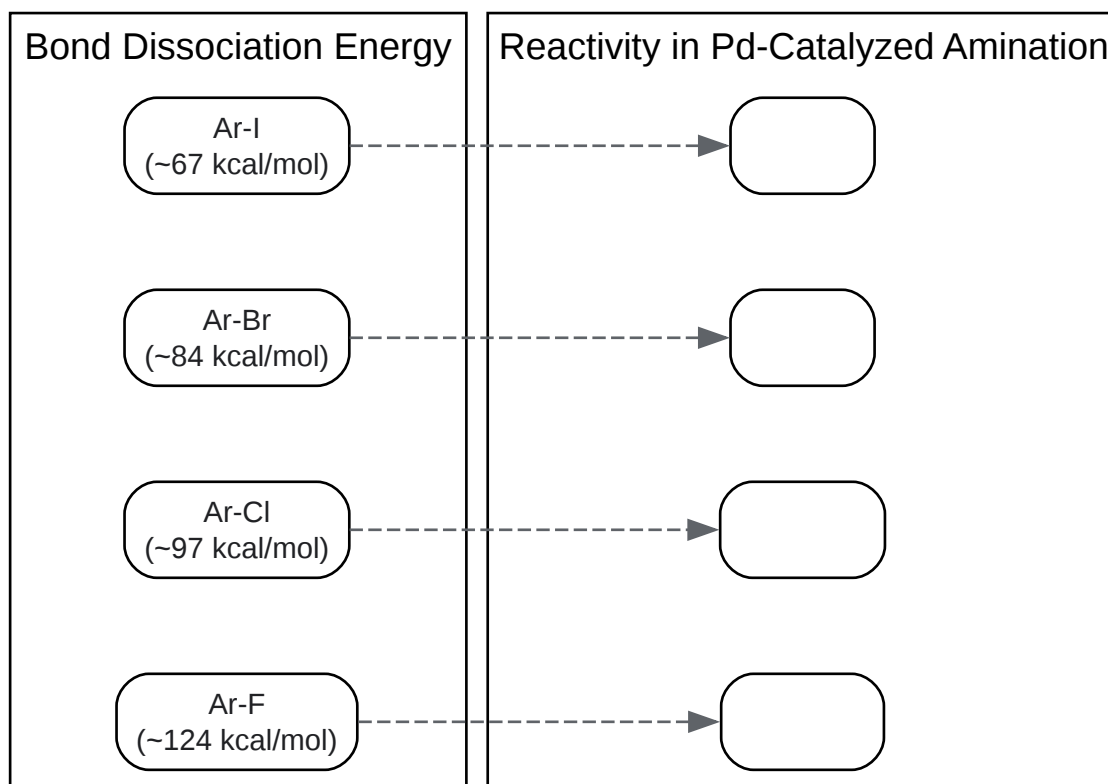 Bond Dissociation Energy
Reactivity in Pd-Catalyzed Amination
Ar-I
(~67 kcal/mol)
Ar-Br
(~84 kcal/mol)
Ar-Cl
(~97 kcal/mol)
Ar-F
(~124 kcal/mol)